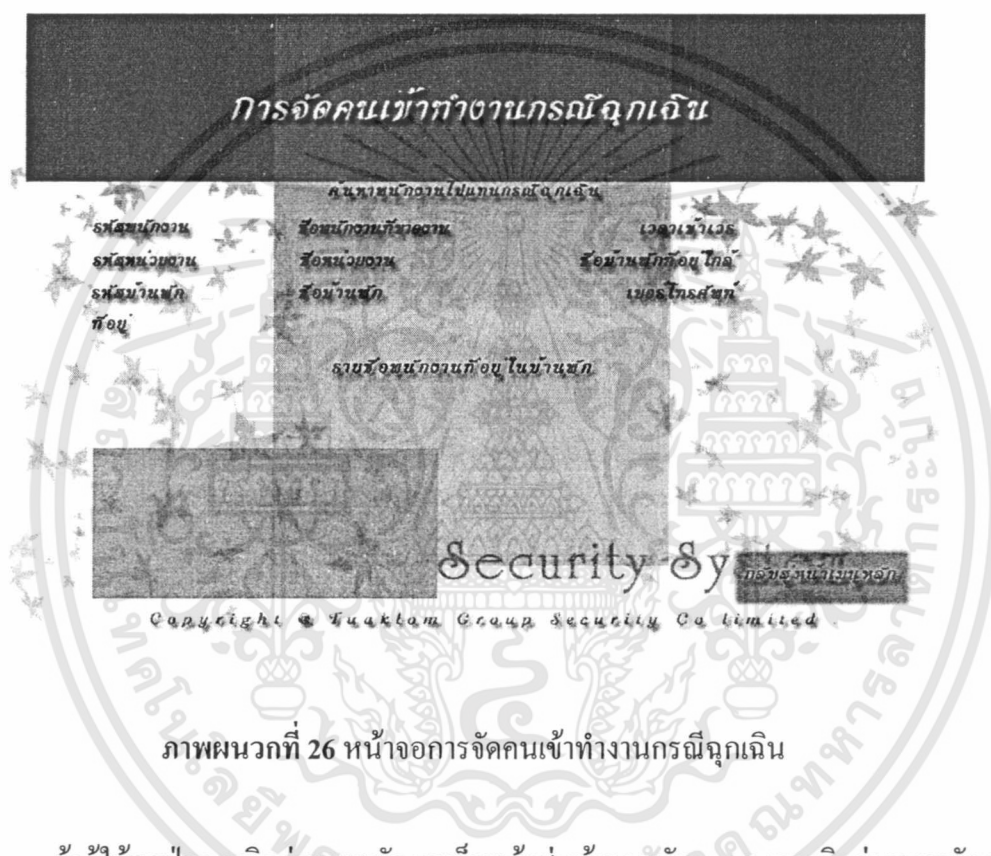 การจัดคนเข้าทำงานกรณีฉุกเฉิน
ค้นหาพนักงานไปแทนกรณีฉุกเฉิน
รหัสพนักงาน ชื่อพนักงานที่ขาดงาน เวลาเข้าเวร
รหัสหน่วยงาน ชื่อหน่วยงาน ชื่อบ้านพักที่อยู่ใกล้
รหัสบ้านพัก ชื่อบ้านพัก เบอร์โทรศัพท์
ที่อยู่
รายชื่อพนักงานที่อยู่ในบ้านพัก
Security Sy
กลับสู่หน้าเมนูหลัก
Copyright @ Tuaklom Group Security Co limited
ภาพผนวกที่ 26 หน้าจอการจัดคนเข้าทำงานกรณีฉุกเฉิน